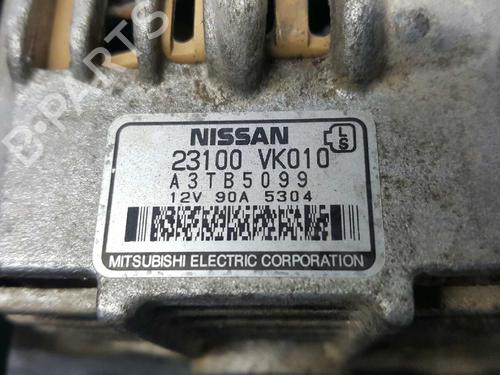 B-PARTS
NISSAN
LS
23100 VK010
A3TB5099
12V 90A 5304
MITSUBISHI ELECTRIC CORPORATION